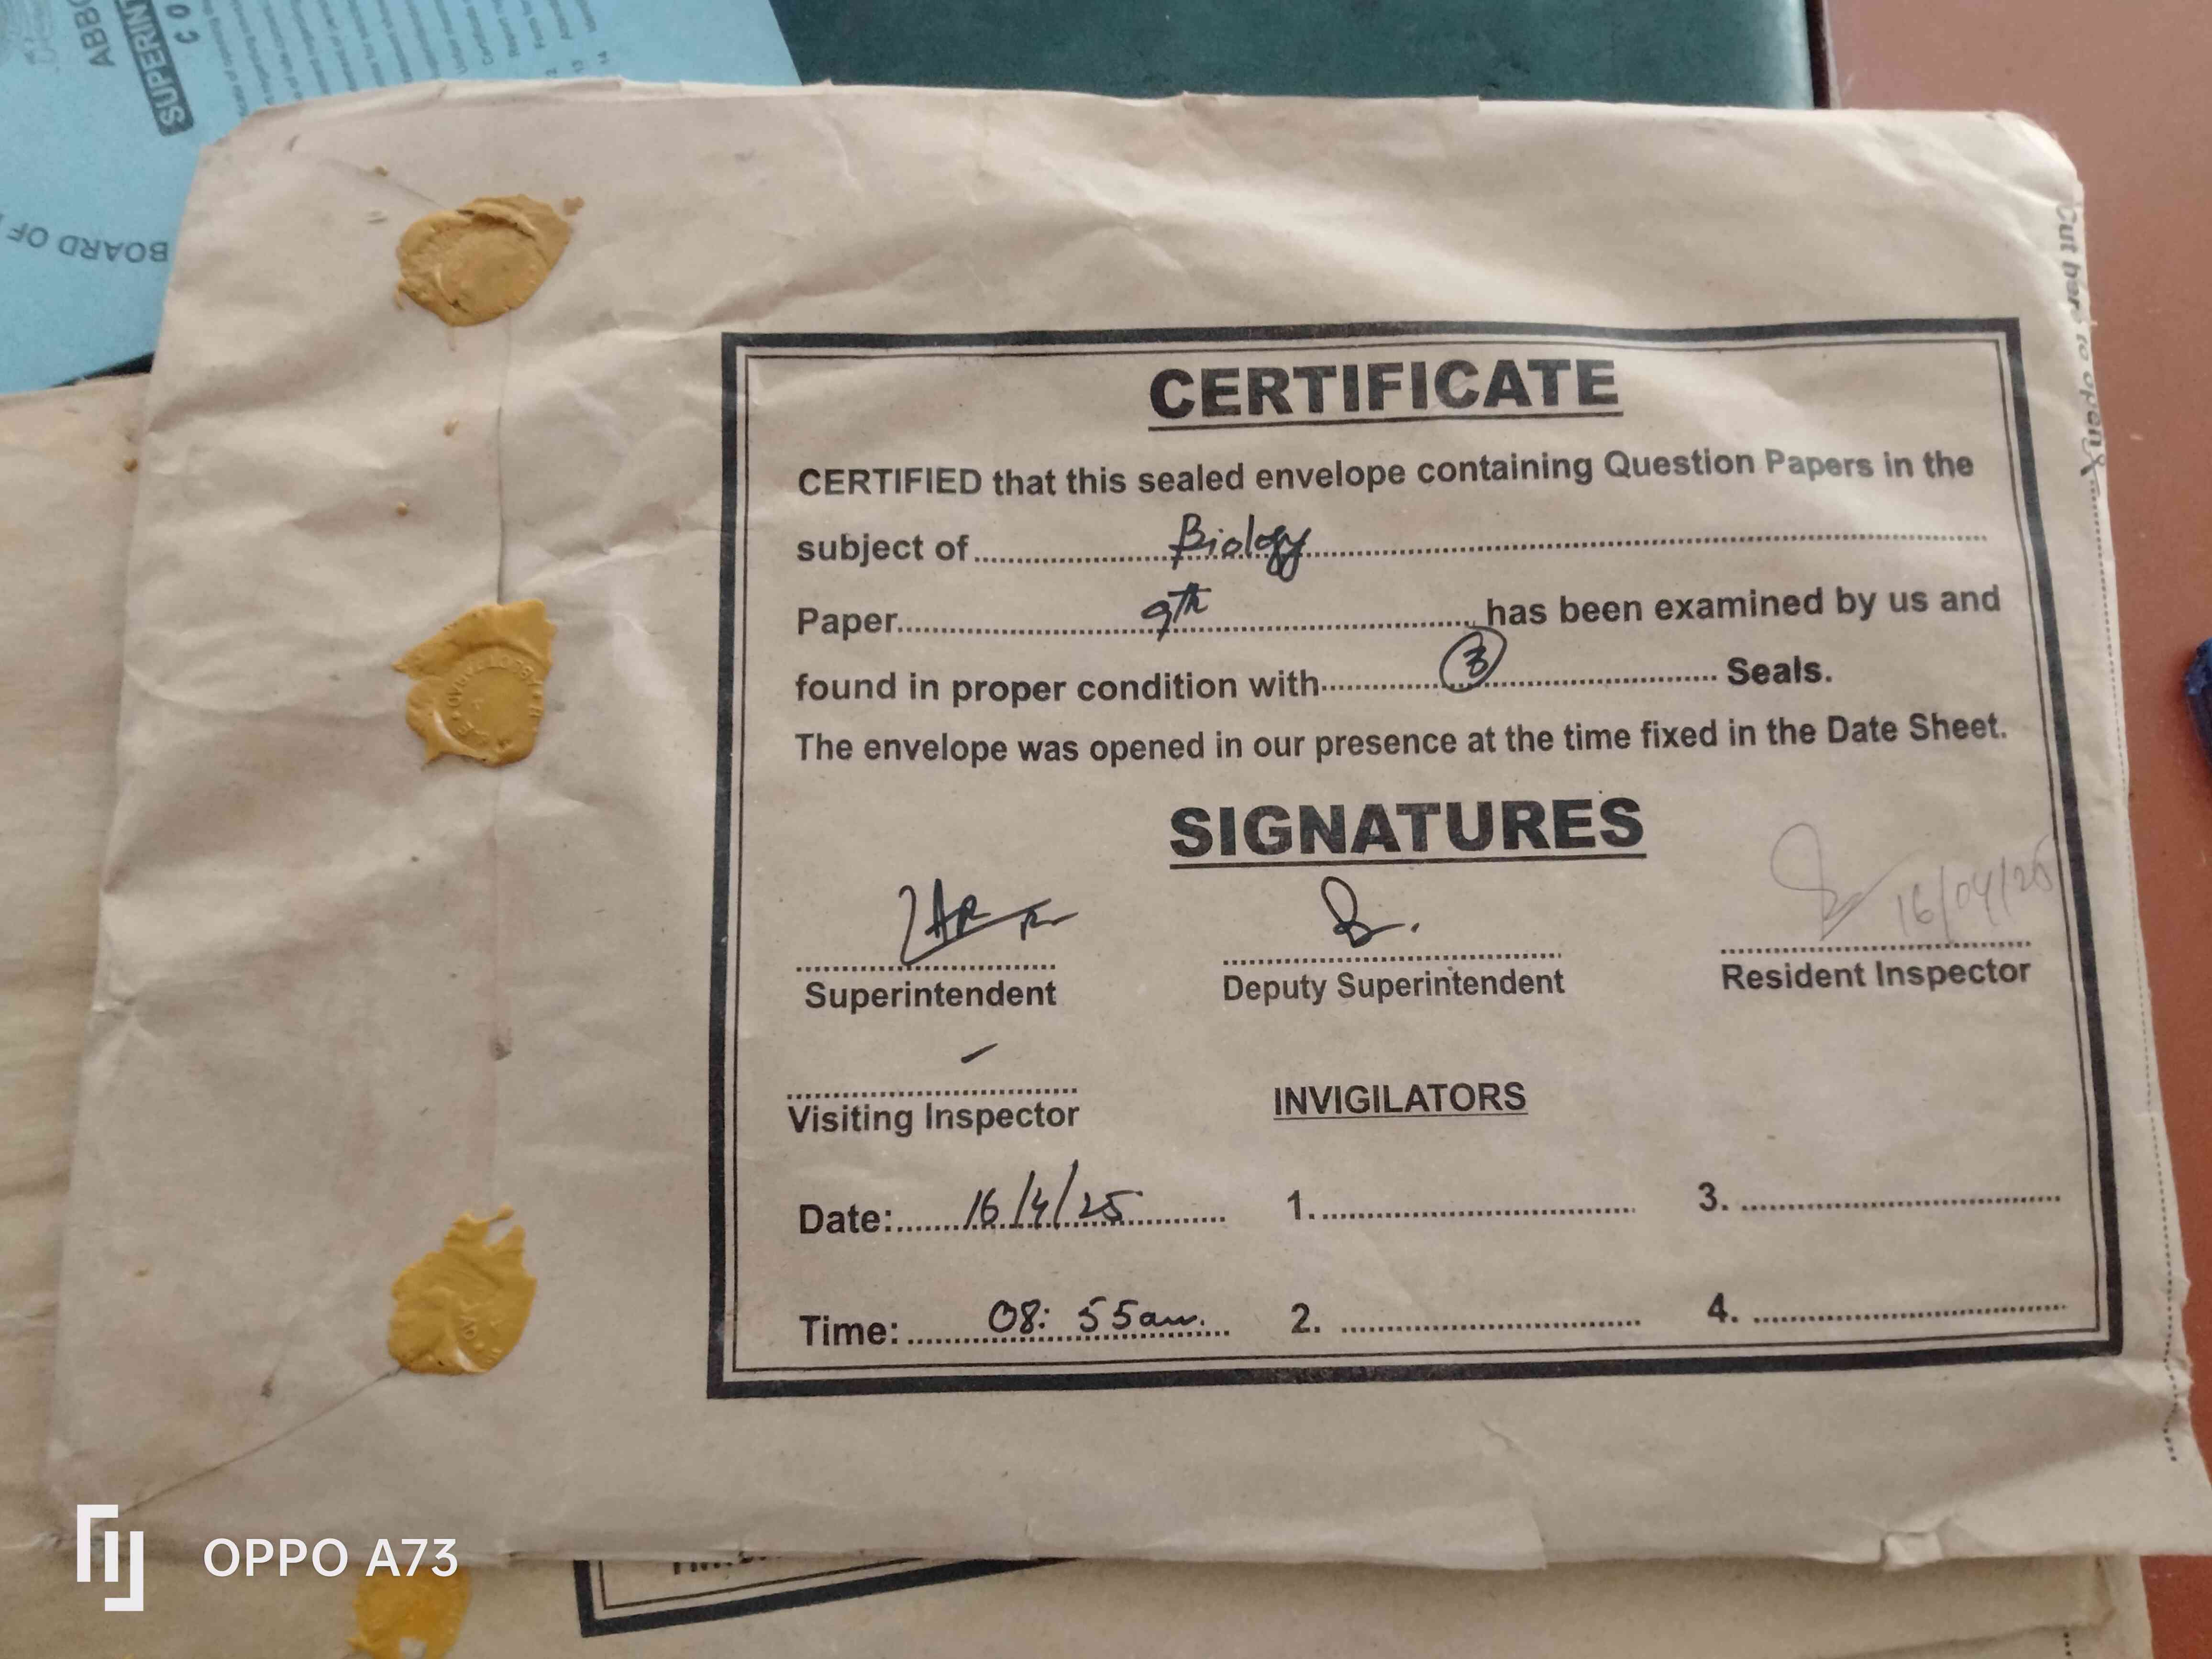 CERTIFICATE
CERTIFIED that this sealed envelope containing Question Papers in the
subject of.......... Biology ..........
Paper.......... 9th .......... has been examined by us and
found in proper condition with.......... 3 .......... Seals.
The envelope was opened in our presence at the time fixed in the Date Sheet.
SIGNATURES
16/04/25
Superintendent Deputy Superintendent Resident Inspector
Visiting Inspector INVIGILATORS
Date:....... 16/4/25 ....... 1. .......... 3. ..........
Time:....... 08: 55am. ....... 2. .......... 4. ..........
Cut here to open
BOARD OF
OPPO A73